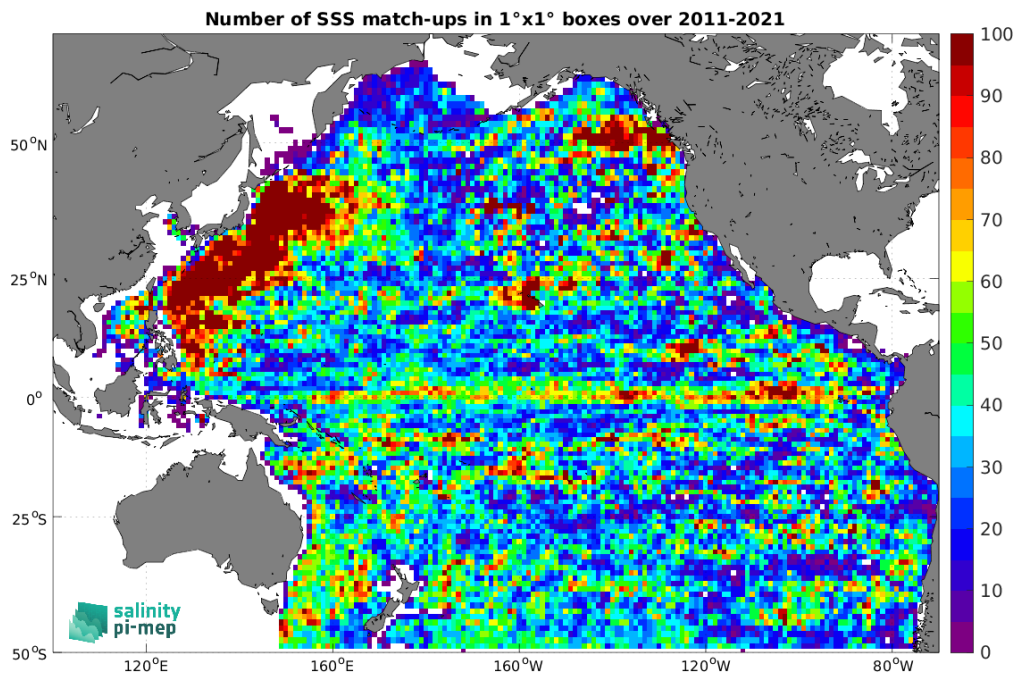 Number of SSS match-ups in 1°x1° boxes over 2011-2021
100
90
80
70
60
50
40
30
20
10
0
50°N
25°N
0°
25°S
50°S
120°E
160°E
160°W
120°W
80°W
salinity
pi-mep